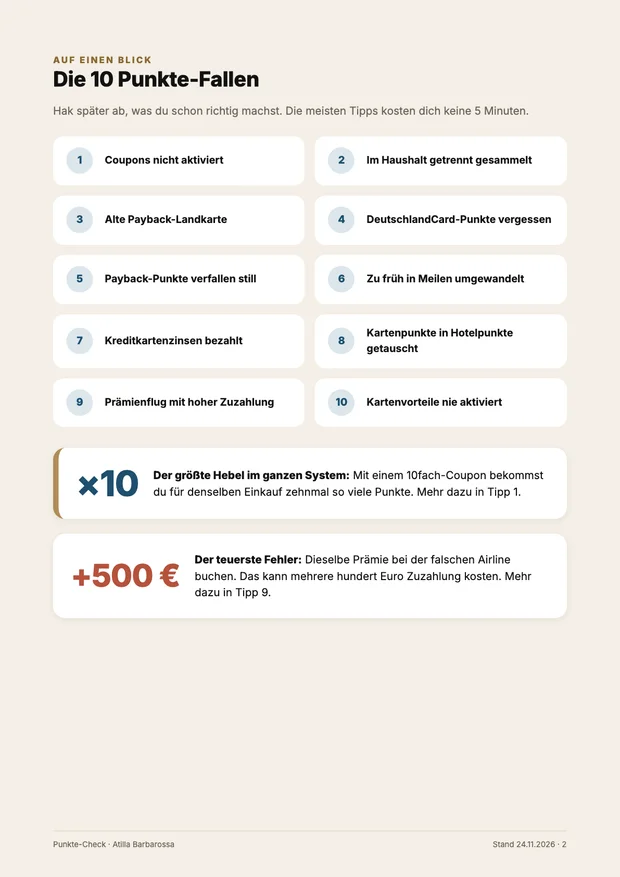 AUF EINEN BLICK
Die 10 Punkte-Fallen
Hak später ab, was du schon richtig machst. Die meisten Tipps kosten dich keine 5 Minuten.
1 Coupons nicht aktiviert
2 Im Haushalt getrennt gesammelt
3 Alte Payback-Landkarte
4 DeutschlandCard-Punkte vergessen
5 Payback-Punkte verfallen still
6 Zu früh in Meilen umgewandelt
7 Kreditkartenzinsen bezahlt
8 Kartenpunkte in Hotelpunkte
getauscht
9 Prämienflug mit hoher Zuzahlung
10 Kartenvorteile nie aktiviert
×10
Der größte Hebel im ganzen System: Mit einem 10fach-Coupon bekommst
du für denselben Einkauf zehnmal so viele Punkte. Mehr dazu in Tipp 1.
+500 €
Der teuerste Fehler: Dieselbe Prämie bei der falschen Airline
buchen. Das kann mehrere hundert Euro Zuzahlung kosten. Mehr
dazu in Tipp 9.
Punkte-Check · Atilla Barbarossa
Stand 24.11.2026 · 2